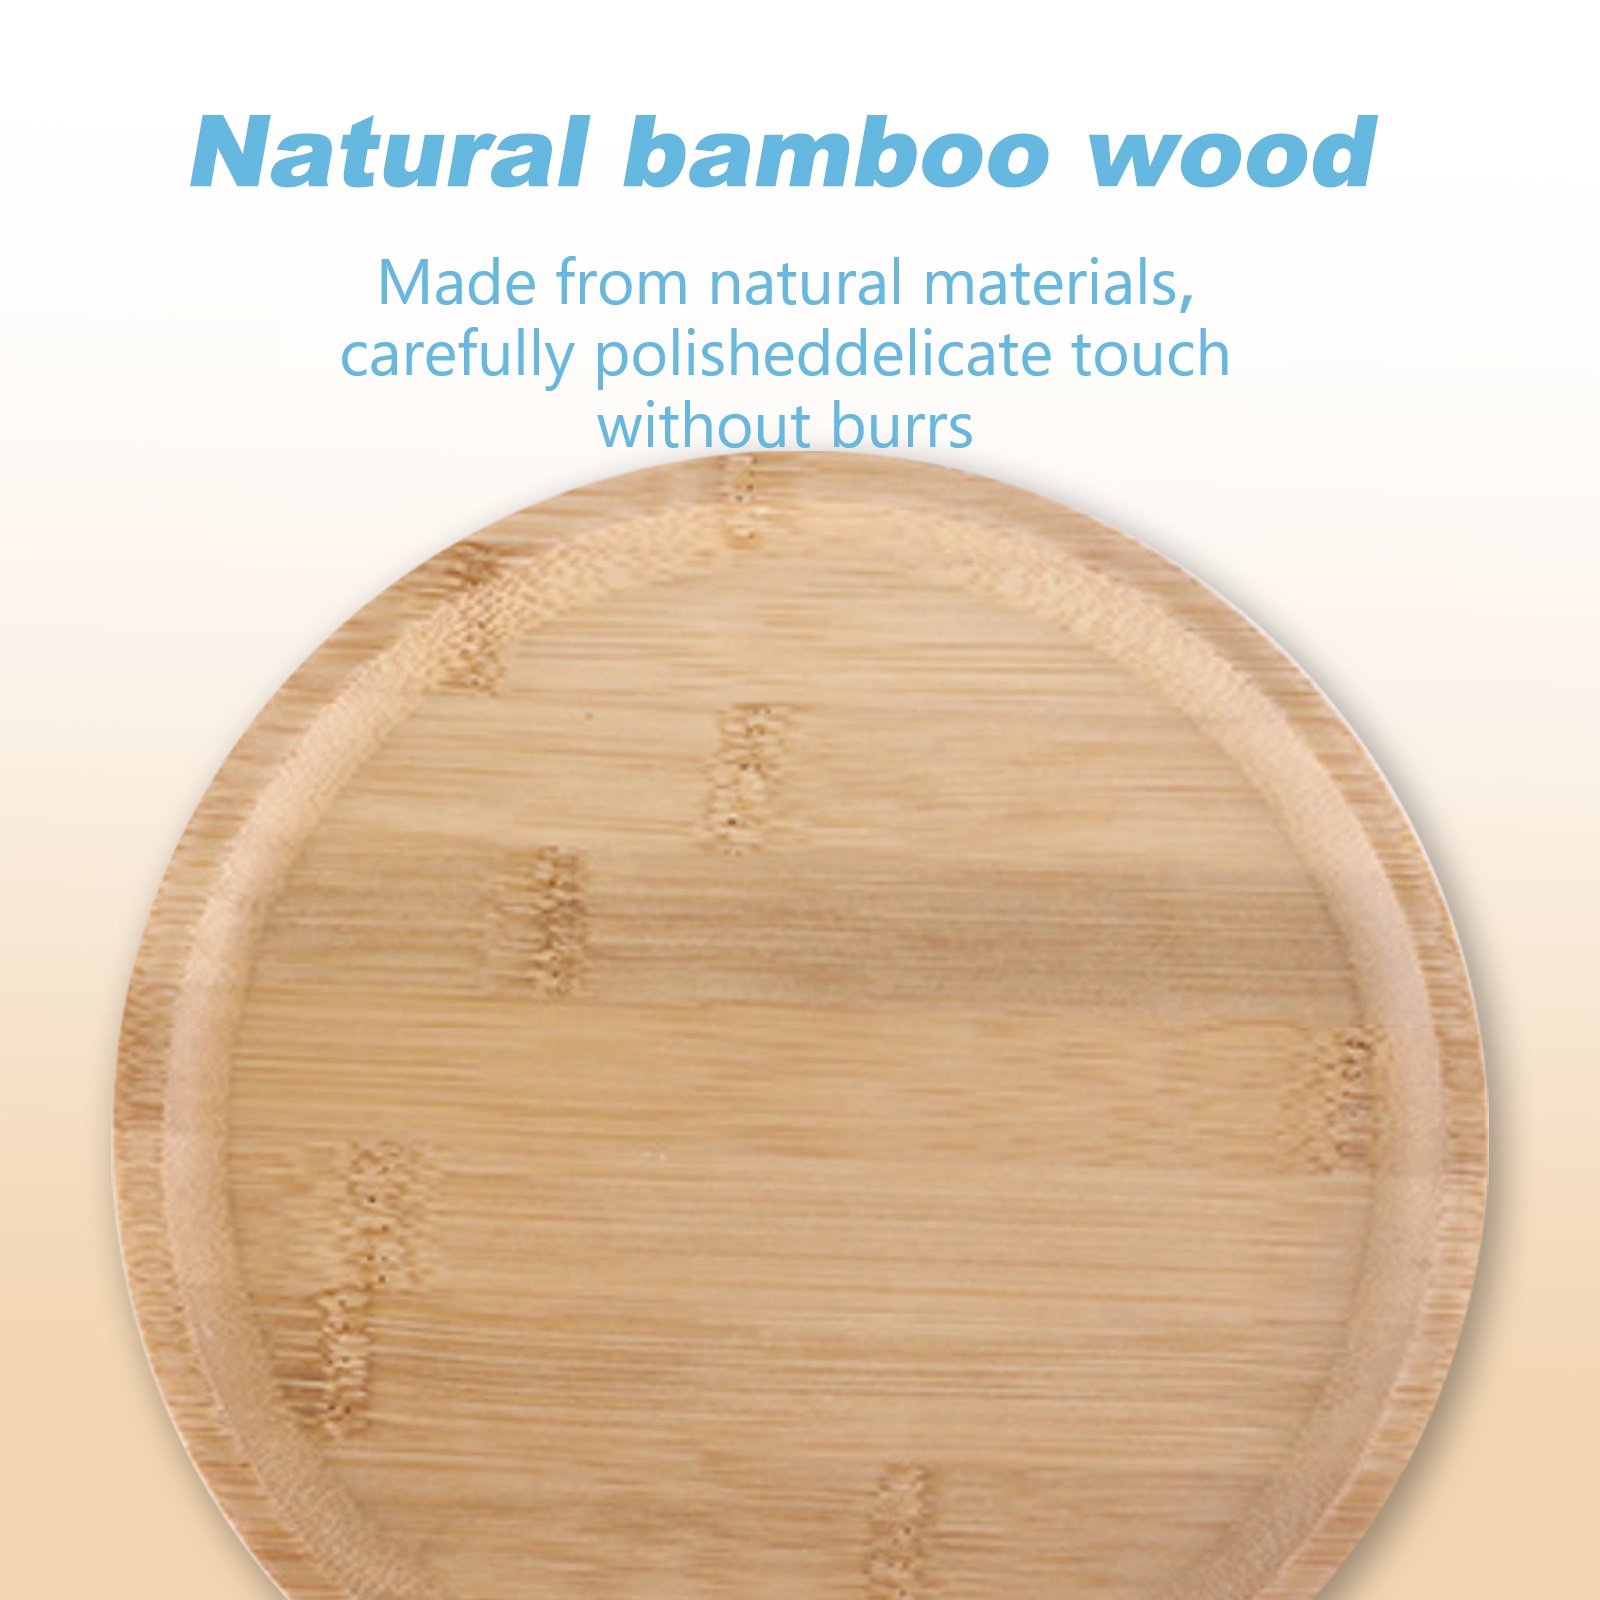 Natural bamboo wood
Made from natural materials,
carefully polisheddelicate touch
without burrs